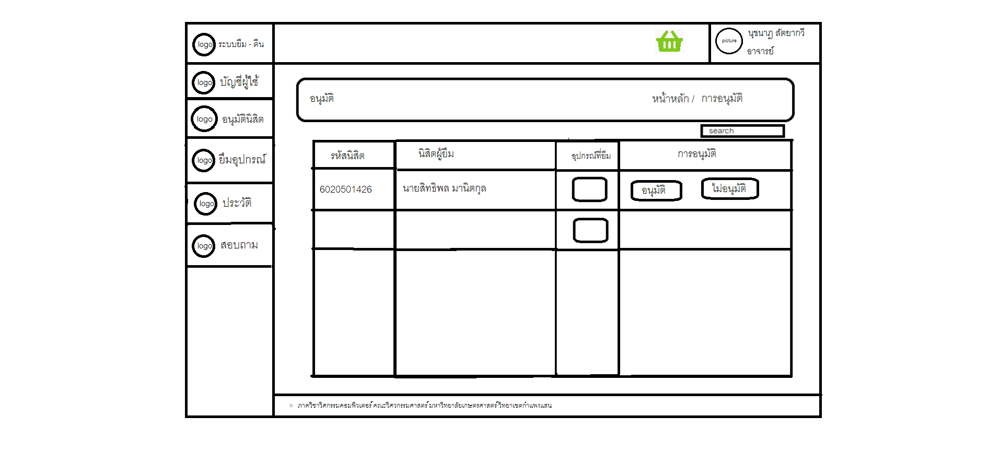 logo ระบบยืม - คืน
picture นุชนาฏ สัตยากวี
อาจารย์
logo บัญชีผู้ใช้
logo อนุมัตินิสิต
logo ยืมอุปกรณ์
logo ประวัติ
logo สอบถาม
อนุมัติ หน้าหลัก / การอนุมัติ
search
รหัสนิสิต นิสิตผู้ยืม อุปกรณ์ที่ยืม การอนุมัติ
6020501426 นายสิทธิพล มานิตกุล อนุมัติ ไม่อนุมัติ
© ภาควิชาวิศกรรมคอมพิวเตอร์ คณะวิศวกรรมศาสตร์ มหาวิทยาลัยเกษตรศาสตร์ วิทยาเขตกำแพงแสน